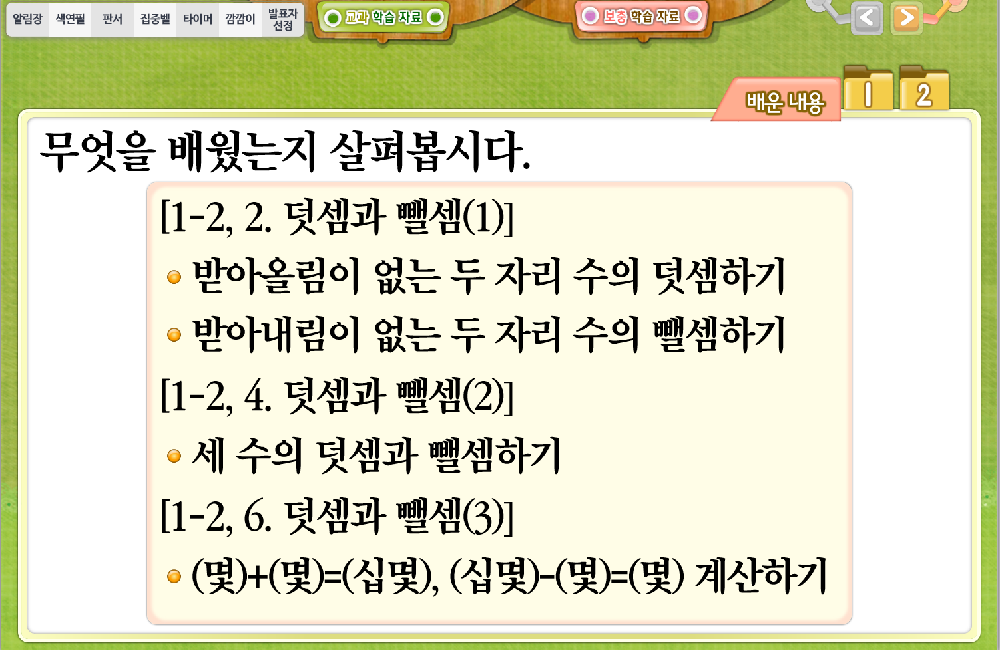 알림장 색연필 판서 집중벨 타이머 깜깜이 발표자 선정
교과 학습 자료
보충 학습 자료
배운 내용
1
2
무엇을 배웠는지 살펴봅시다.
[1-2, 2. 덧셈과 뺄셈(1)]
받아올림이 없는 두 자리 수의 덧셈하기
받아내림이 없는 두 자리 수의 뺄셈하기
[1-2, 4. 덧셈과 뺄셈(2)]
세 수의 덧셈과 뺄셈하기
[1-2, 6. 덧셈과 뺄셈(3)]
(몇)+(몇)=(십몇), (십몇)-(몇)=(몇) 계산하기